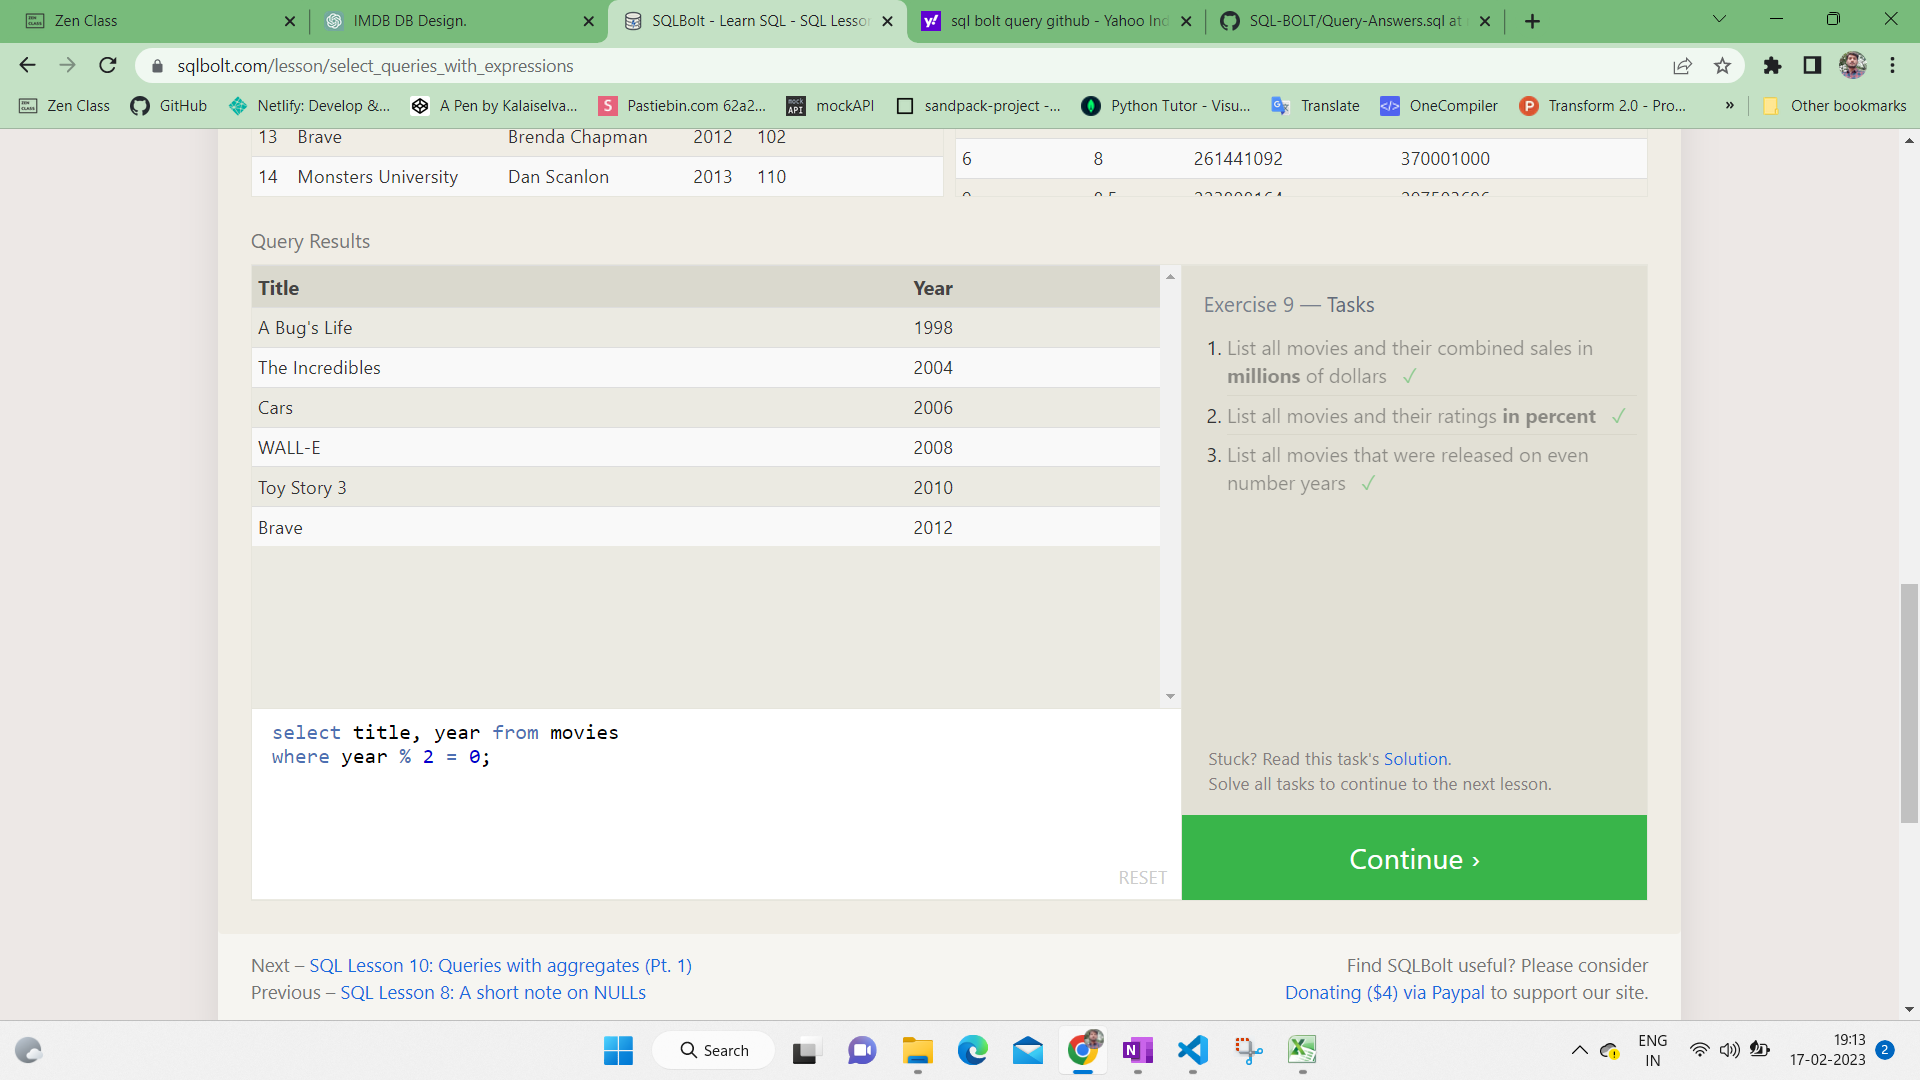 Zen Class
IMDB DB Design.
SQLBolt - Learn SQL - SQL Lesso
sql bolt query github - Yahoo Ind
SQL-BOLT/Query-Answers.sql at
sqlbolt.com/lesson/select_queries_with_expressions
Zen Class
GitHub
Netlify: Develop &...
A Pen by Kalaiselva...
Pastiebin.com 62a2...
mockAPI
sandpack-project -...
Python Tutor - Visu...
Translate
OneCompiler
Transform 2.0 - Pro...
»
Other bookmarks
13 Brave Brenda Chapman 2012 102
14 Monsters University Dan Scanlon 2013 110
6 8 261441092 370001000
Query Results
Title Year
A Bug's Life 1998
The Incredibles 2004
Cars 2006
WALL-E 2008
Toy Story 3 2010
Brave 2012
Exercise 9 — Tasks
1. List all movies and their combined sales in
millions of dollars ✓
2. List all movies and their ratings in percent ✓
3. List all movies that were released on even
number years ✓
select title, year from movies
where year % 2 = 0;
RESET
Stuck? Read this task's Solution.
Solve all tasks to continue to the next lesson.
Continue ›
Next – SQL Lesson 10: Queries with aggregates (Pt. 1)
Previous – SQL Lesson 8: A short note on NULLs
Find SQLBolt useful? Please consider
Donating ($4) via Paypal to support our site.
Search
ENG
IN
19:13
17-02-2023
2